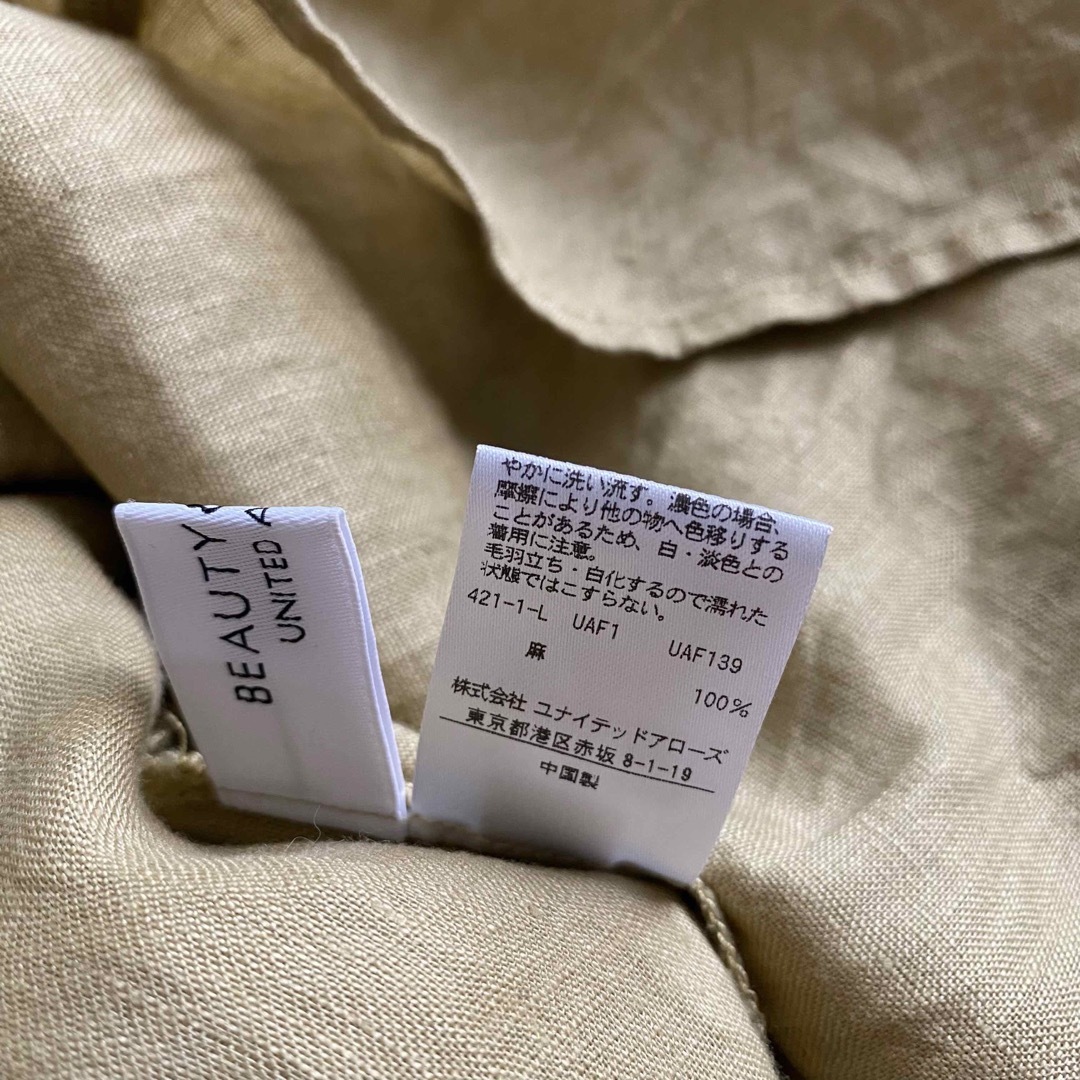 BEAUTY
UNITED A
やかに洗い流す。濃色の場合、
摩擦により他の物へ色移りする
ことがあるため、白・淡色との
着用に注意。
毛羽立ち・白化するので濡れた
状態ではこすらない。
421-1-L UAF1 UAF139
麻 100%
株式会社 ユナイテッドアローズ
東京都港区赤坂 8-1-19
中国製